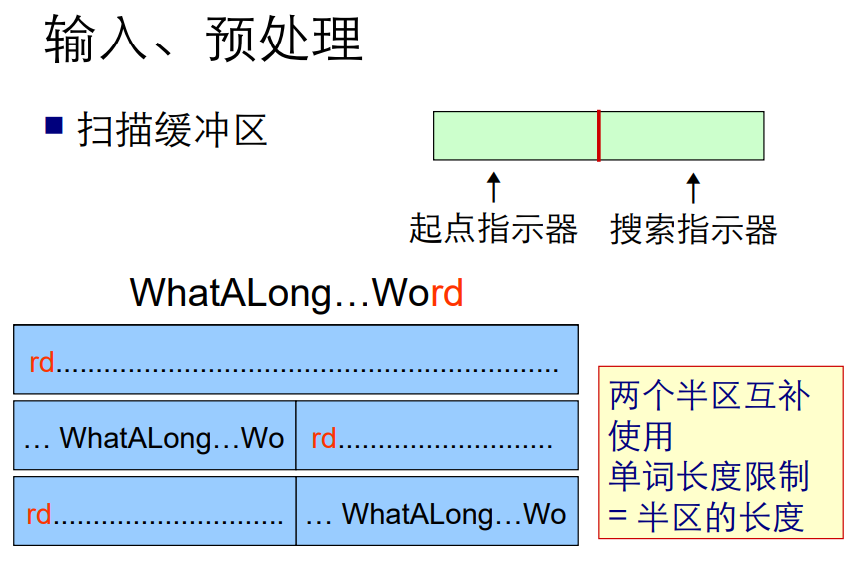 输入、预处理
扫描缓冲区
起点指示器 搜索指示器
WhatALong…Word
rd...............................................................
… WhatALong…Wo rd...........................
rd............................. … WhatALong…Wo
两个半区互补
使用
单词长度限制
= 半区的长度